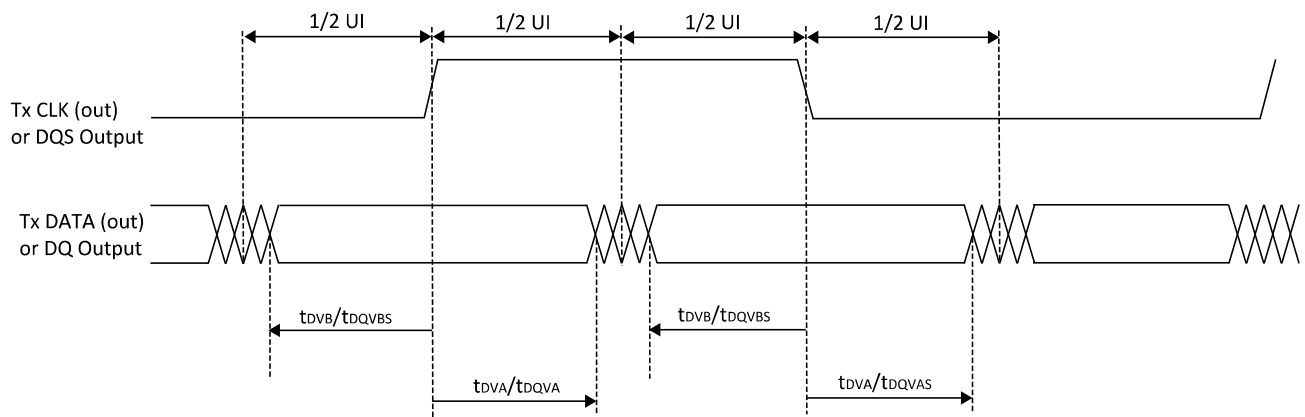 1/2 UI 1/2 UI 1/2 UI 1/2 UI
Tx CLK (out)
or DQS Output
Tx DATA (out)
or DQ Output
tDVB/tDQVBS tDVB/tDQVBS
tDVA/tDQVA tDVA/tDQVAS